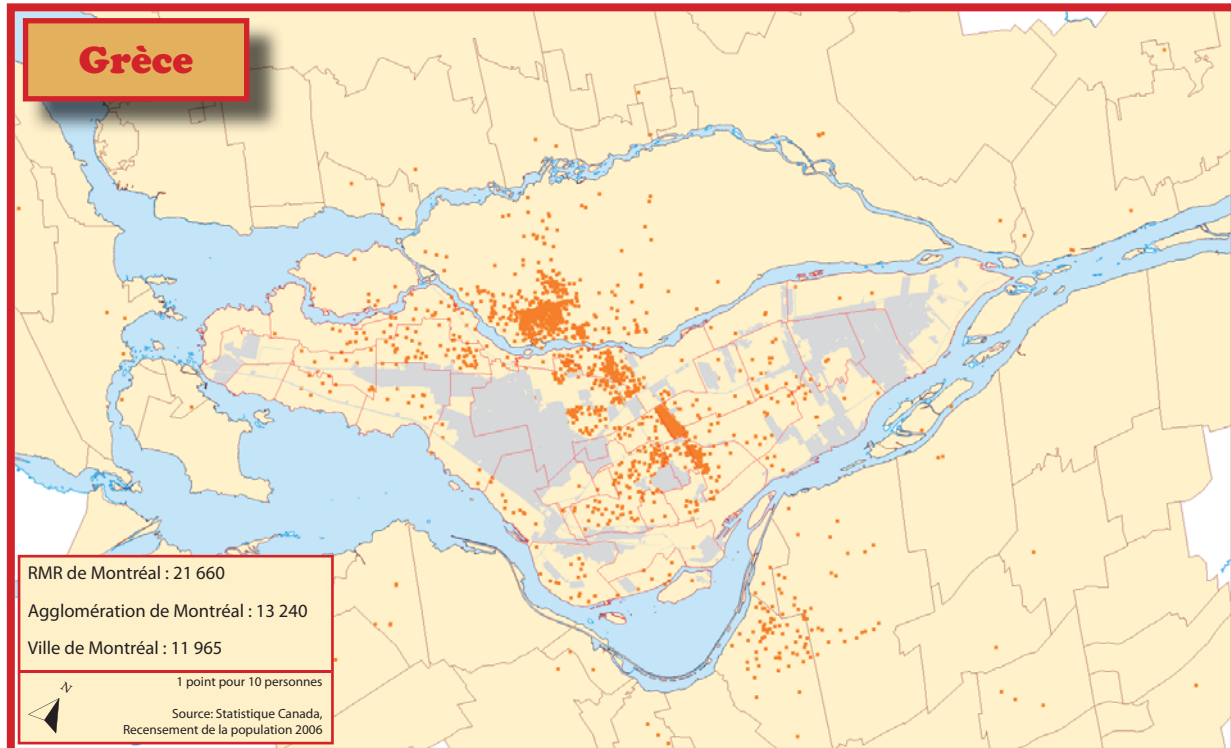 Grèce
RMR de Montréal : 21 660
Agglomération de Montréal : 13 240
Ville de Montréal : 11 965
N
1 point pour 10 personnes
Source: Statistique Canada,
Recensement de la population 2006